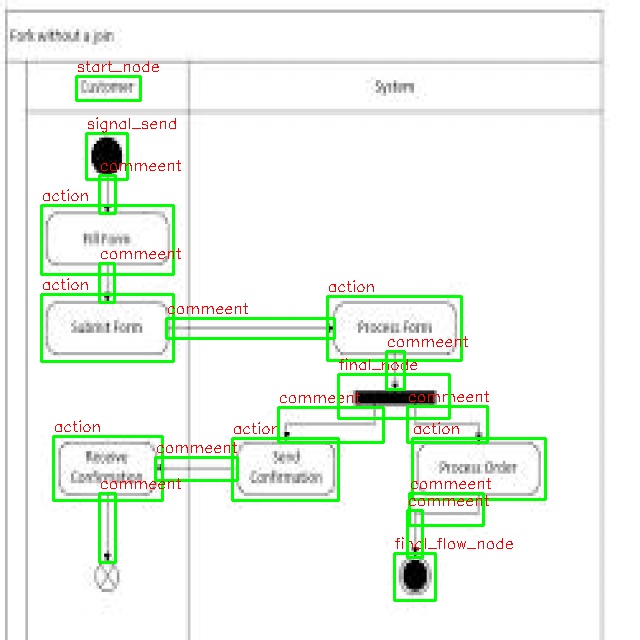 Fork without a join
start_node
Customer
System
signal_send
commeent
action
Fill Form
commeent
action
Submit Form
commeent
action
Process Form
commeent
final_node
commeent
commeent
action
Receive
Confirmation
commeent
action
Send
Confirmation
action
Process Order
commeent
commeent
commeent
final_flow_node